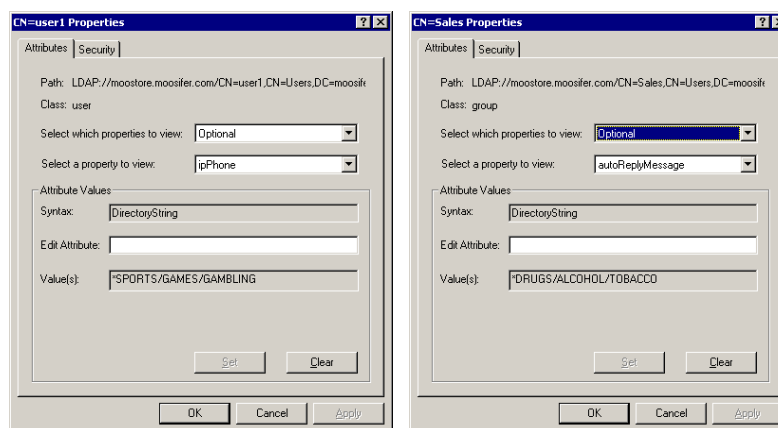 CN=user1 Properties
Attributes Security
Path: LDAP://moostore.moosifer.com/CN=user1,CN=Users,DC=moosife
Class: user
Select which properties to view: Optional
Select a property to view: ipPhone
Attribute Values
Syntax: DirectoryString
Edit Attribute:
Value(s): *SPORTS/GAMES/GAMBLING
Set Clear
OK Cancel Apply
CN=Sales Properties
Attributes Security
Path: LDAP://moostore.moosifer.com/CN=Sales,CN=Users,DC=moosife
Class: group
Select which properties to view: Optional
Select a property to view: autoReplyMessage
Attribute Values
Syntax: DirectoryString
Edit Attribute:
Value(s): *DRUGS/ALCOHOL/TOBACCO
Set Clear
OK Cancel Apply